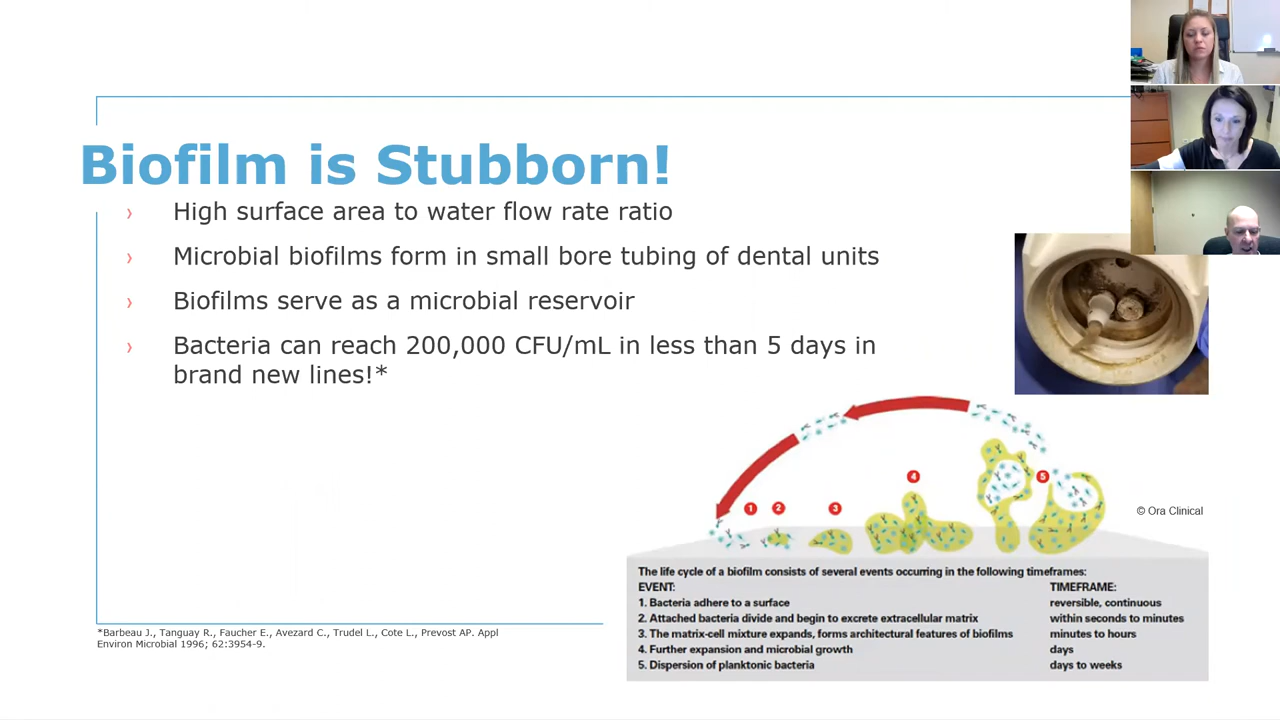 Biofilm is Stubborn!
› High surface area to water flow rate ratio
› Microbial biofilms form in small bore tubing of dental units
› Biofilms serve as a microbial reservoir
› Bacteria can reach 200,000 CFU/mL in less than 5 days in
brand new lines!*
1 2 3 4 5
© Ora Clinical
The life cycle of a biofilm consists of several events occurring in the following timeframes:
EVENT: TIMEFRAME:
1. Bacteria adhere to a surface reversible, continuous
2. Attached bacteria divide and begin to excrete extracellular matrix within seconds to minutes
3. The matrix-cell mixture expands, forms architectural features of biofilms minutes to hours
4. Further expansion and microbial growth days
5. Dispersion of planktonic bacteria days to weeks
*Barbeau J., Tanguay R., Faucher E., Avezard C., Trudel L., Cote L., Prevost AP. Appl
Environ Microbial 1996; 62:3954-9.